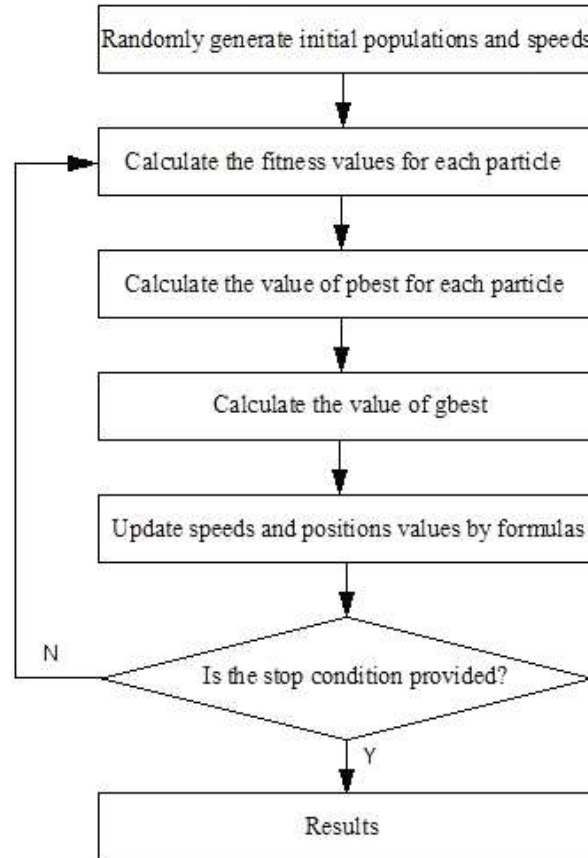 Randomly generate initial populations and speeds
Calculate the fitness values for each particle
Calculate the value of pbest for each particle
Calculate the value of gbest
Update speeds and positions values by formulas
Is the stop condition provided?
N
Y
Results